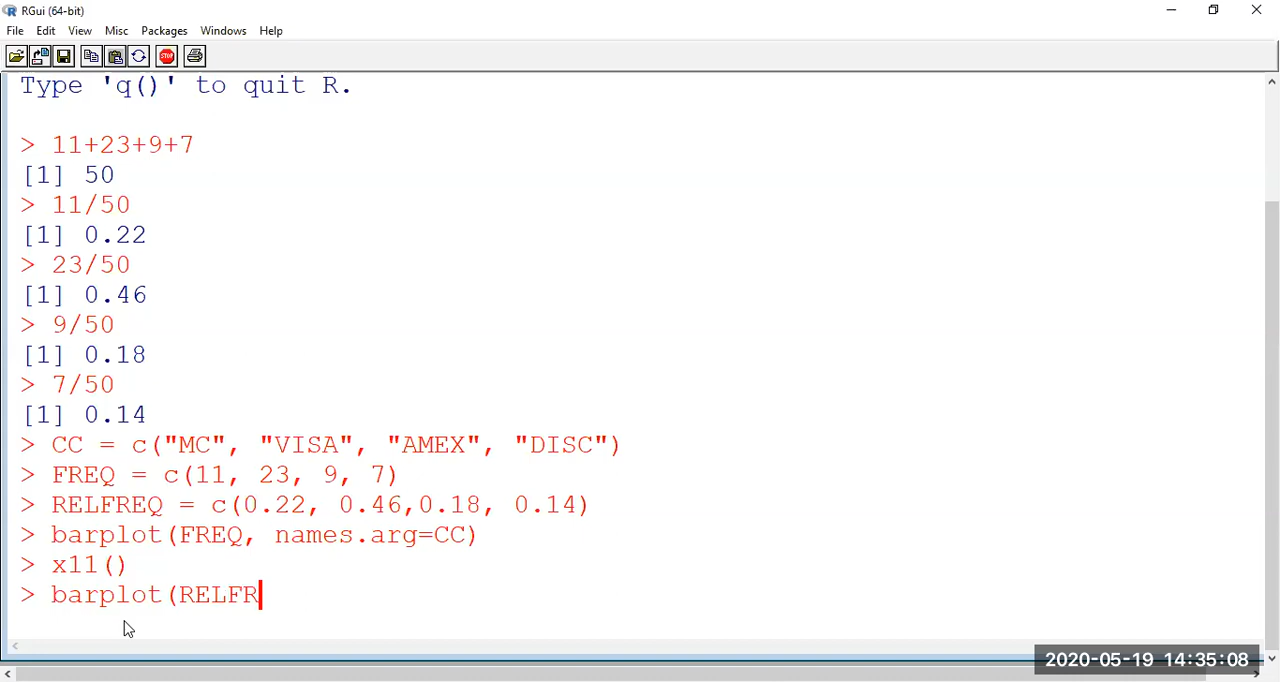 RGui (64-bit)
File Edit View Misc Packages Windows Help
STOP
Type 'q()' to quit R.
> 11+23+9+7
[1] 50
> 11/50
[1] 0.22
> 23/50
[1] 0.46
> 9/50
[1] 0.18
> 7/50
[1] 0.14
> CC = c("MC", "VISA", "AMEX", "DISC")
> FREQ = c(11, 23, 9, 7)
> RELFREQ = c(0.22, 0.46,0.18, 0.14)
> barplot(FREQ, names.arg=CC)
> x11()
> barplot(RELFR
2020-05-19 14:35:08